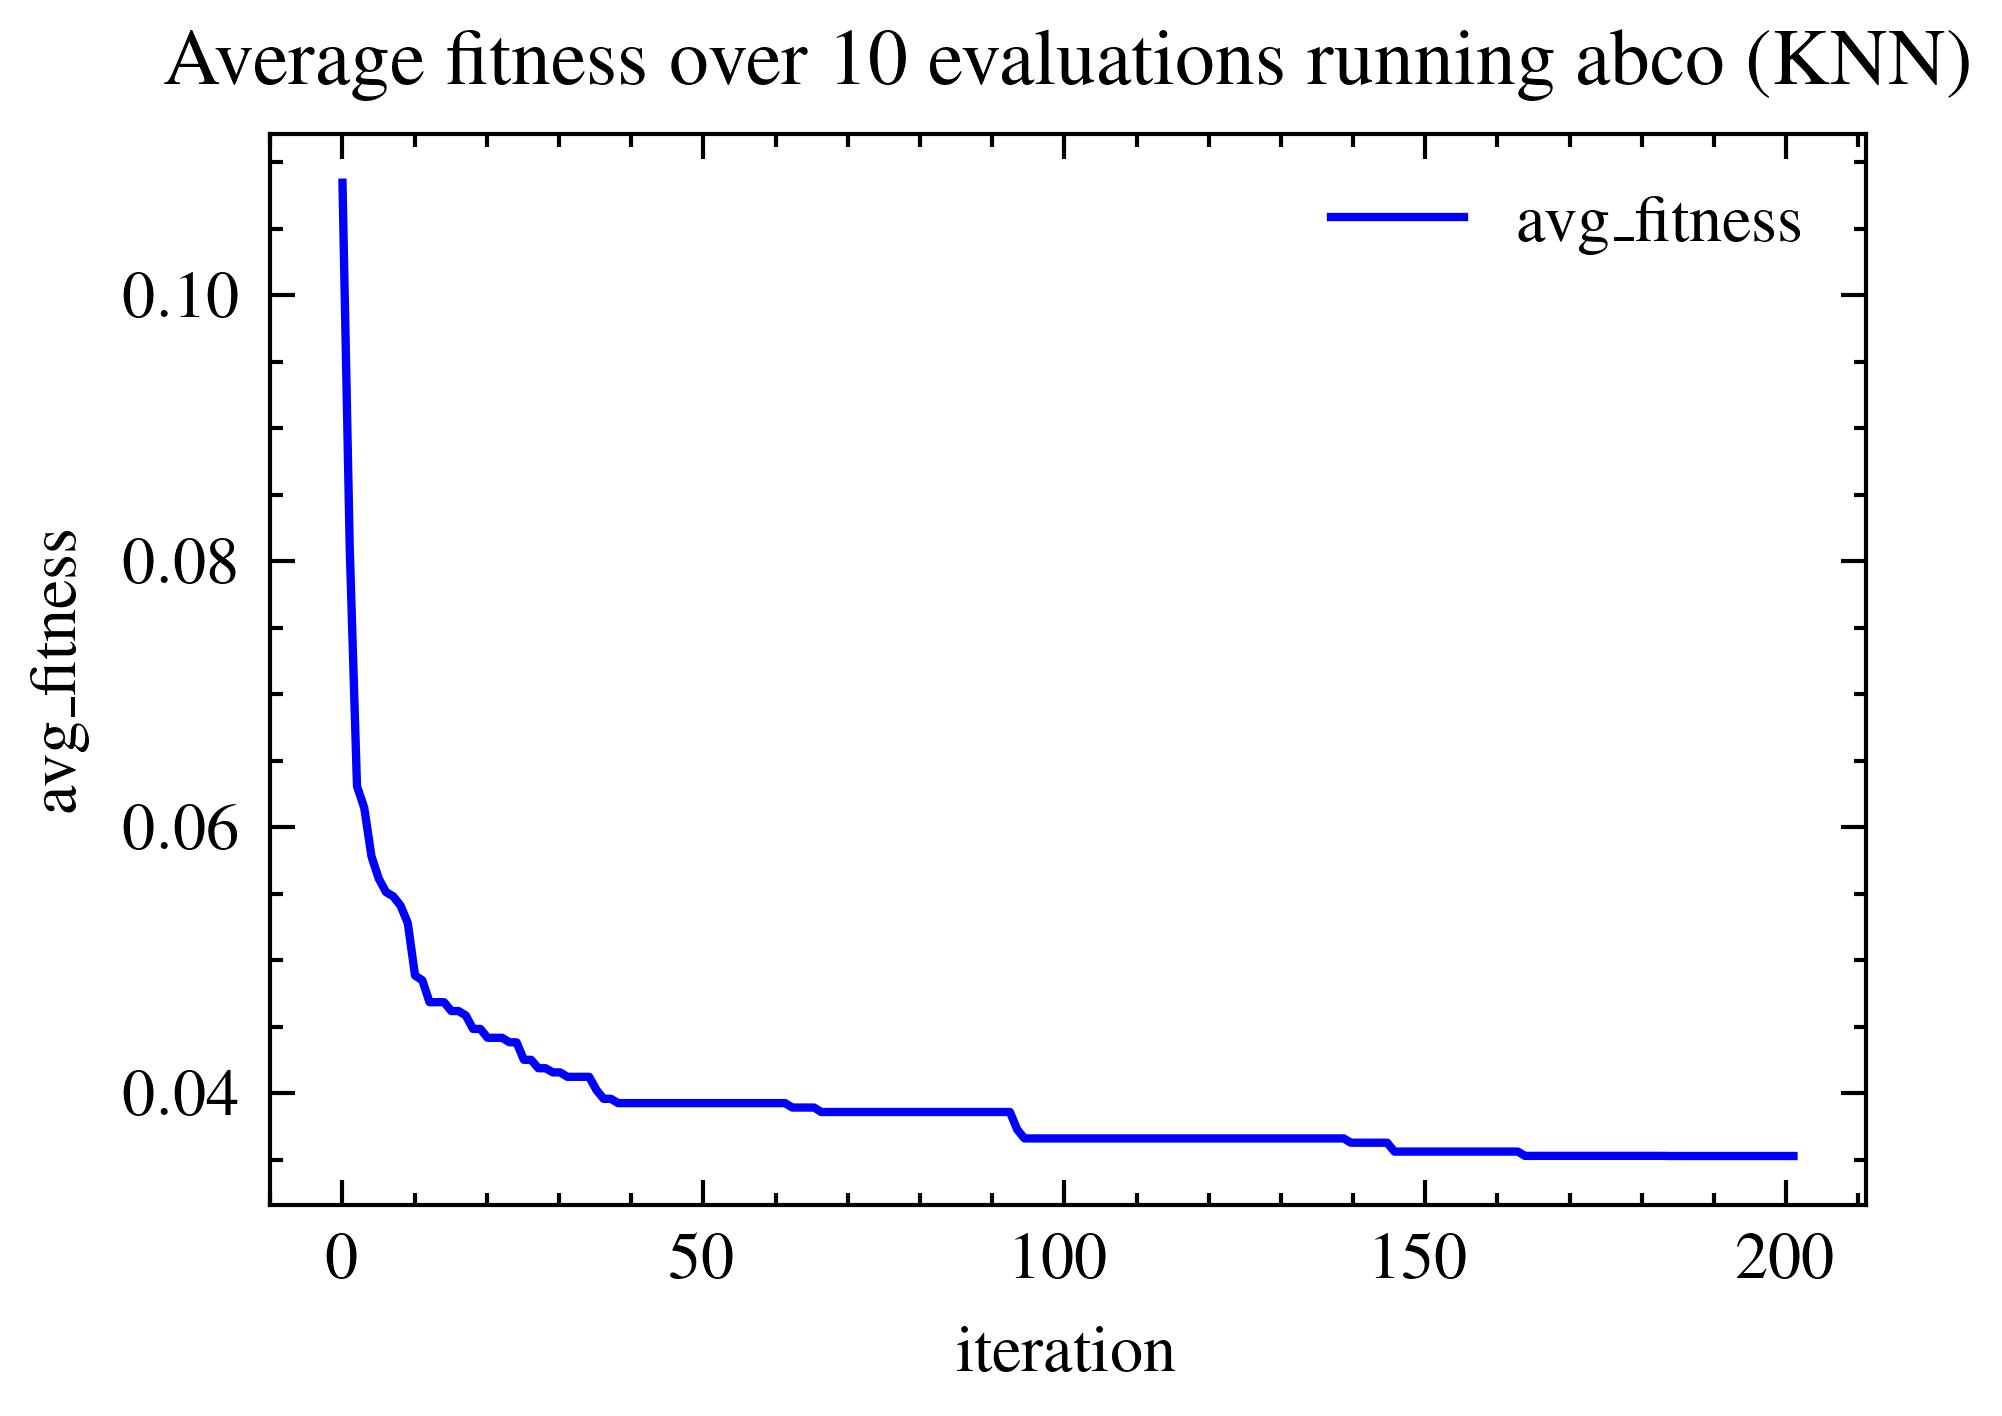 Average fitness over 10 evaluations running abco (KNN)
avg_fitness
0.10
0.08
0.06
0.04
avg_fitness
0 50 100 150 200
iteration